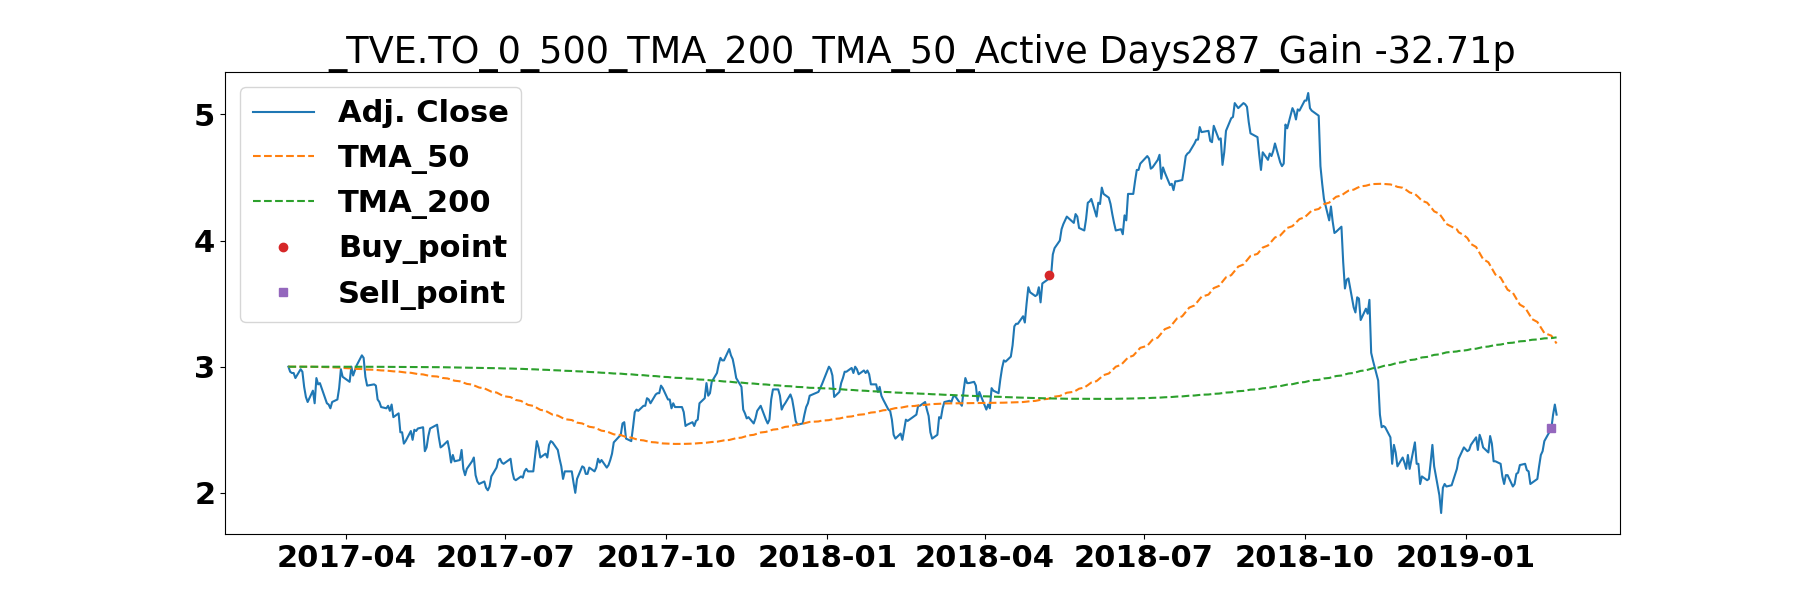 _TVE.TO_0_500_TMA_200_TMA_50_Active Days287_Gain -32.71p
Adj. Close
TMA_50
TMA_200
Buy_point
Sell_point
5
4
3
2
2017-04 2017-07 2017-10 2018-01 2018-04 2018-07 2018-10 2019-01